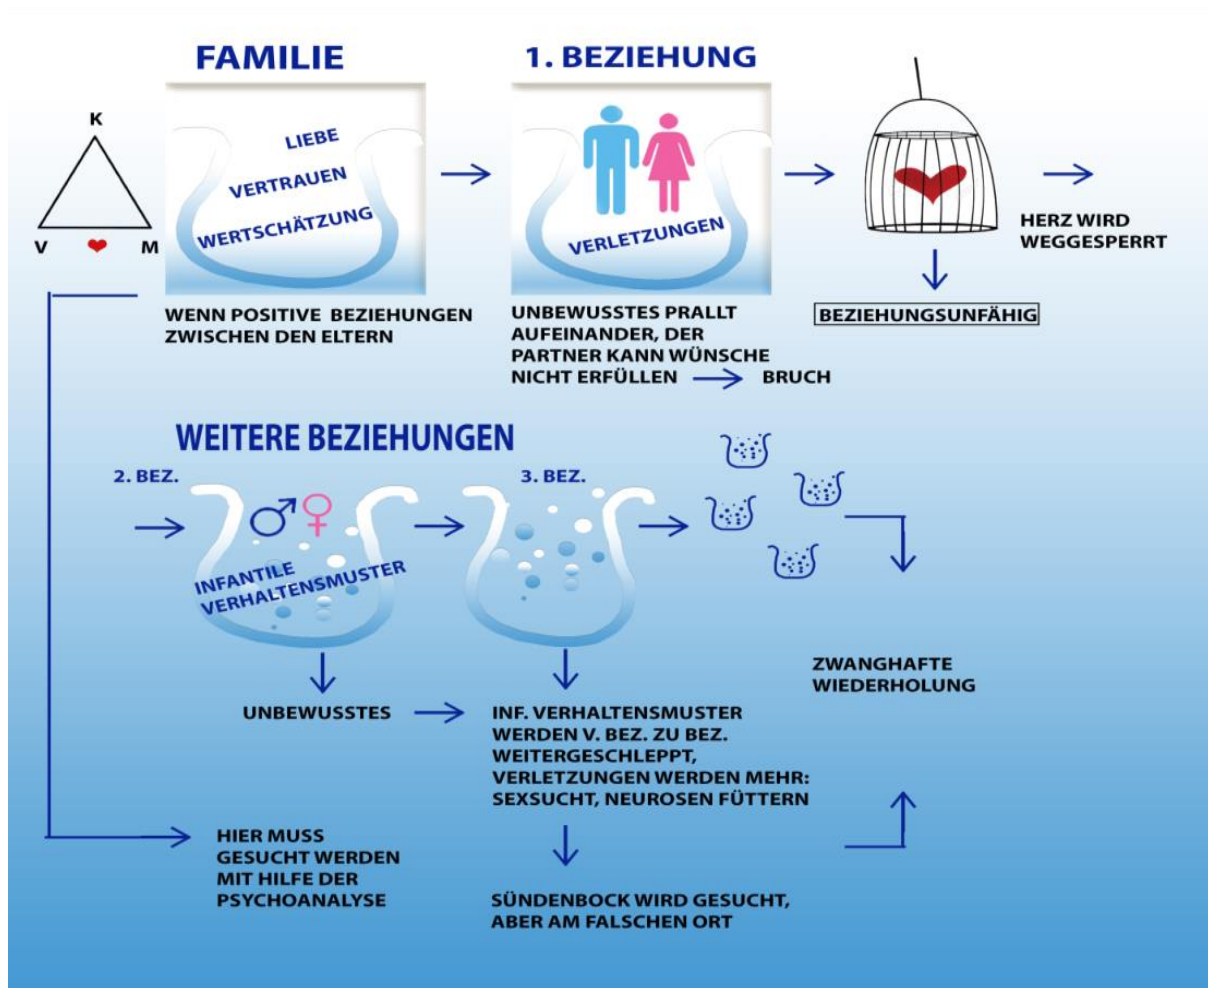 FAMILIE
1. BEZIEHUNG
K
V
M
LIEBE
VERTRAUEN
WERTSCHÄTZUNG
VERLETZUNGEN
HERZ WIRD
WEGGESPERRT
WENN POSITIVE BEZIEHUNGEN
ZWISCHEN DEN ELTERN
UNBEWUSSTES PRALLT
AUFEINANDER, DER
PARTNER KANN WÜNSCHE
NICHT ERFÜLLEN
BRUCH
BEZIEHUNGSUNFÄHIG
WEITERE BEZIEHUNGEN
2. BEZ.
3. BEZ.
INFANTILE
VERHALTENSMUSTER
UNBEWUSSTES
INF. VERHALTENSMUSTER
WERDEN V. BEZ. ZU BEZ.
WEITERGESCHLEPPT,
VERLETZUNGEN WERDEN MEHR:
SEXSUCHT, NEUROSEN FÜTTERN
ZWANGHAFTE
WIEDERHOLUNG
HIER MUSS
GESUCHT WERDEN
MIT HILFE DER
PSYCHOANALYSE
SÜNDENBOCK WIRD GESUCHT,
ABER AM FALSCHEN ORT